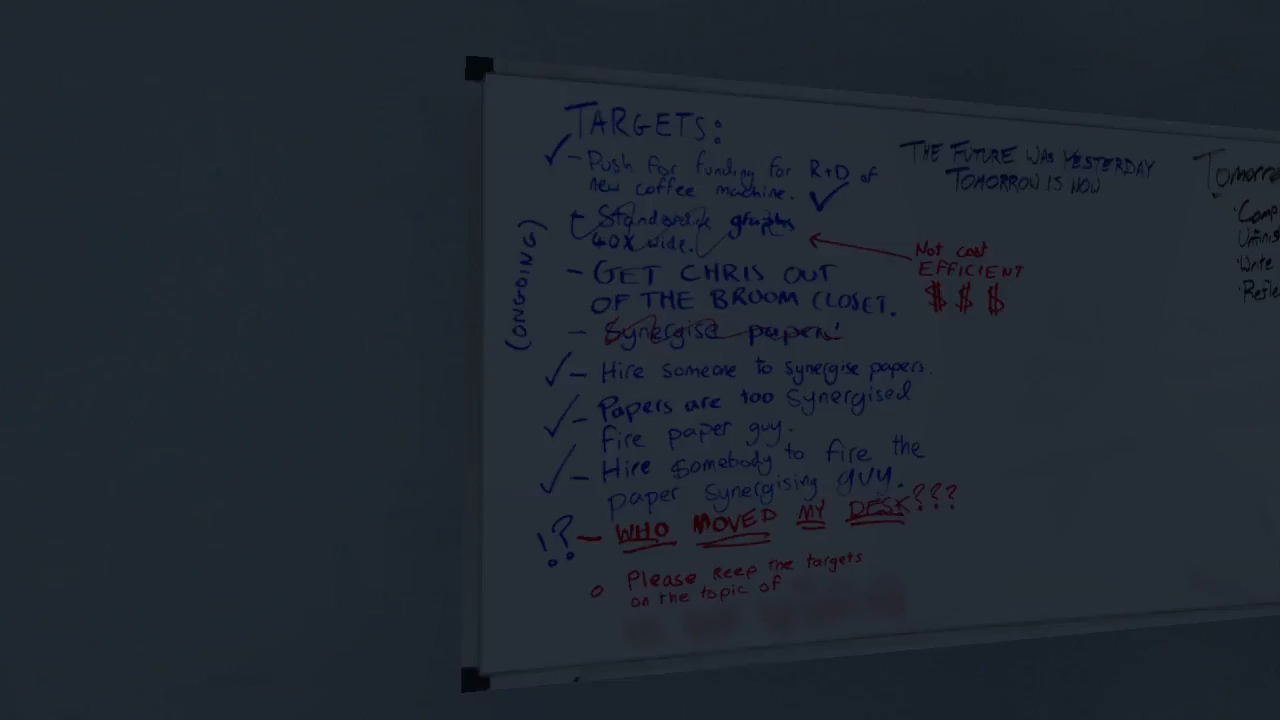 TARGETS:
- Push for funding for R+D of
new coffee machine.
- Standardize graphs
40X wide.
(ONGOING)
- GET CHRIS OUT
OF THE BROOM CLOSET.
- Synergise papers!
- Hire someone to synergise papers.
- Papers are too Synergised
fire paper guy.
- Hire somebody to fire the
paper synergising guy.
!? - WHO MOVED MY DESK???
o Please keep the targets
on the topic of
Not cost
EFFICIENT
$ $ $
THE FUTURE WAS YESTERDAY
TOMORROW IS NOW
Write